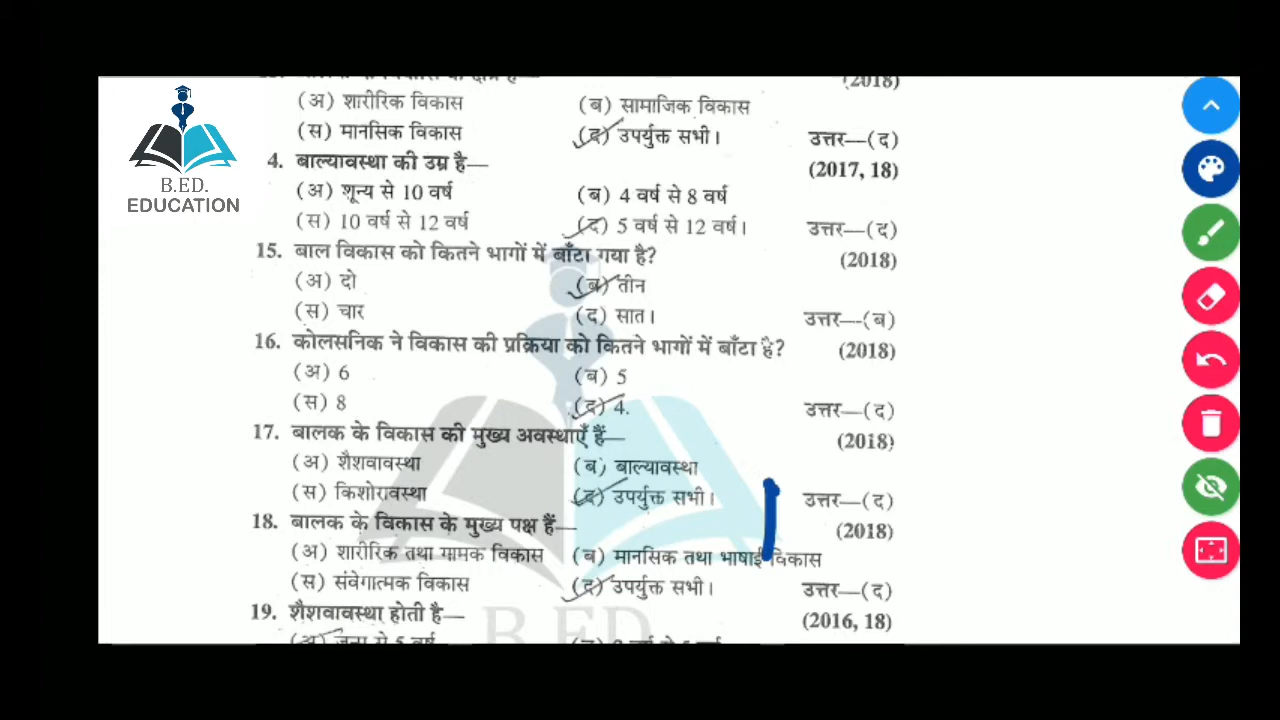 B.ED.
EDUCATION
(2018)
(अ) शारीरिक विकास (ब) सामाजिक विकास
(स) मानसिक विकास (द) उपर्युक्त सभी। उत्तर—(द)
4. बाल्यावस्था की उम्र है— (2017, 18)
(अ) शून्य से 10 वर्ष (ब) 4 वर्ष से 8 वर्ष
(स) 10 वर्ष से 12 वर्ष (द) 5 वर्ष से 12 वर्ष। उत्तर—(द)
15. बाल विकास को कितने भागों में बाँटा गया है? (2018)
(अ) दो (ब) तीन
(स) चार (द) सात। उत्तर—(ब)
16. कोलसनिक ने विकास की प्रक्रिया को कितने भागों में बाँटा है? (2018)
(अ) 6 (ब) 5
(स) 8 (द) 4. उत्तर—(द)
17. बालक के विकास की मुख्य अवस्थाएँ हैं— (2018)
(अ) शैशवावस्था (ब) बाल्यावस्था
(स) किशोरावस्था (द) उपर्युक्त सभी। उत्तर—(द)
18. बालक के विकास के मुख्य पक्ष हैं— (2018)
(अ) शारीरिक तथा गामक विकास (ब) मानसिक तथा भाषाई विकास
(स) संवेगात्मक विकास (द) उपर्युक्त सभी। उत्तर—(द)
19. शैशवावस्था होती है— (2016, 18)
(अ) जन्म से 5 वर्ष
B.ED